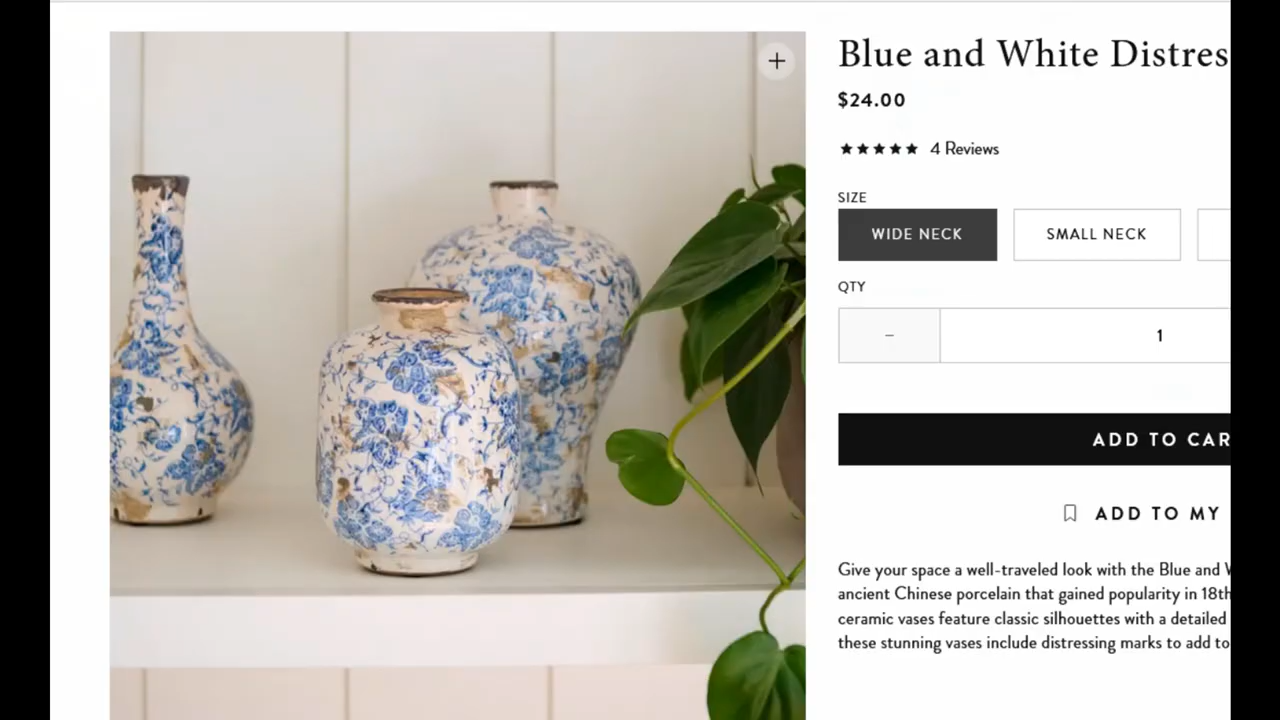 Blue and White Distres
$24.00
4 Reviews
SIZE
WIDE NECK
SMALL NECK
QTY
−
1
ADD TO CAR
ADD TO MY
Give your space a well-traveled look with the Blue and W
ancient Chinese porcelain that gained popularity in 18th
ceramic vases feature classic silhouettes with a detailed
these stunning vases include distressing marks to add to